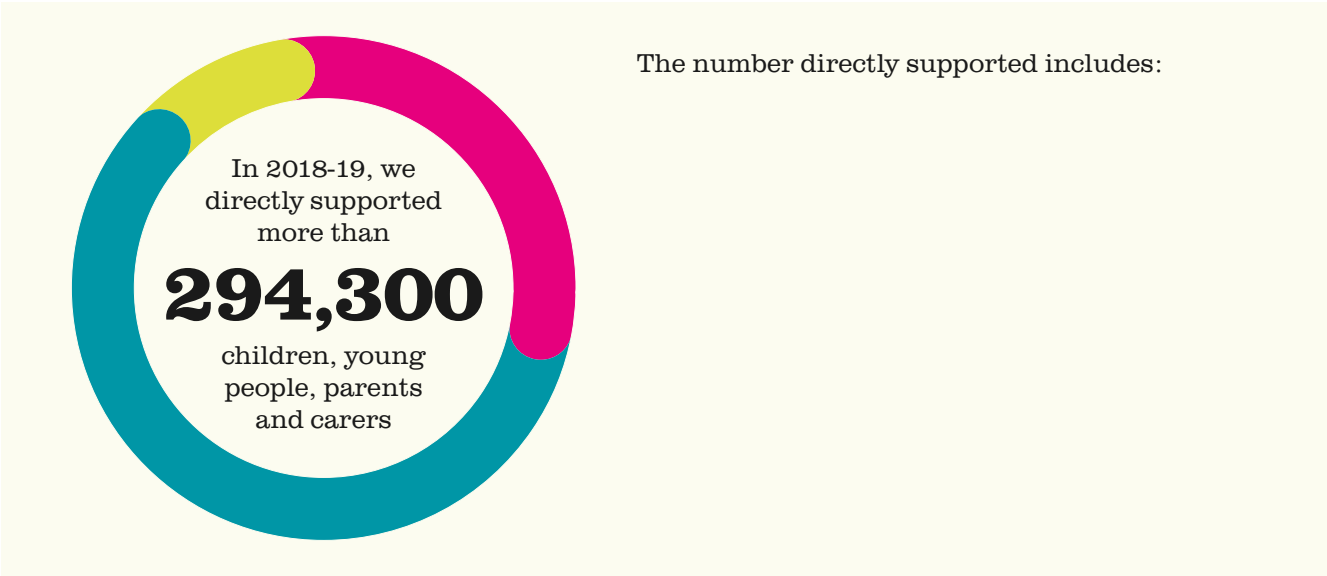 In 2018-19, we
directly supported
more than
294,300
children, young
people, parents
and carers
The number directly supported includes: